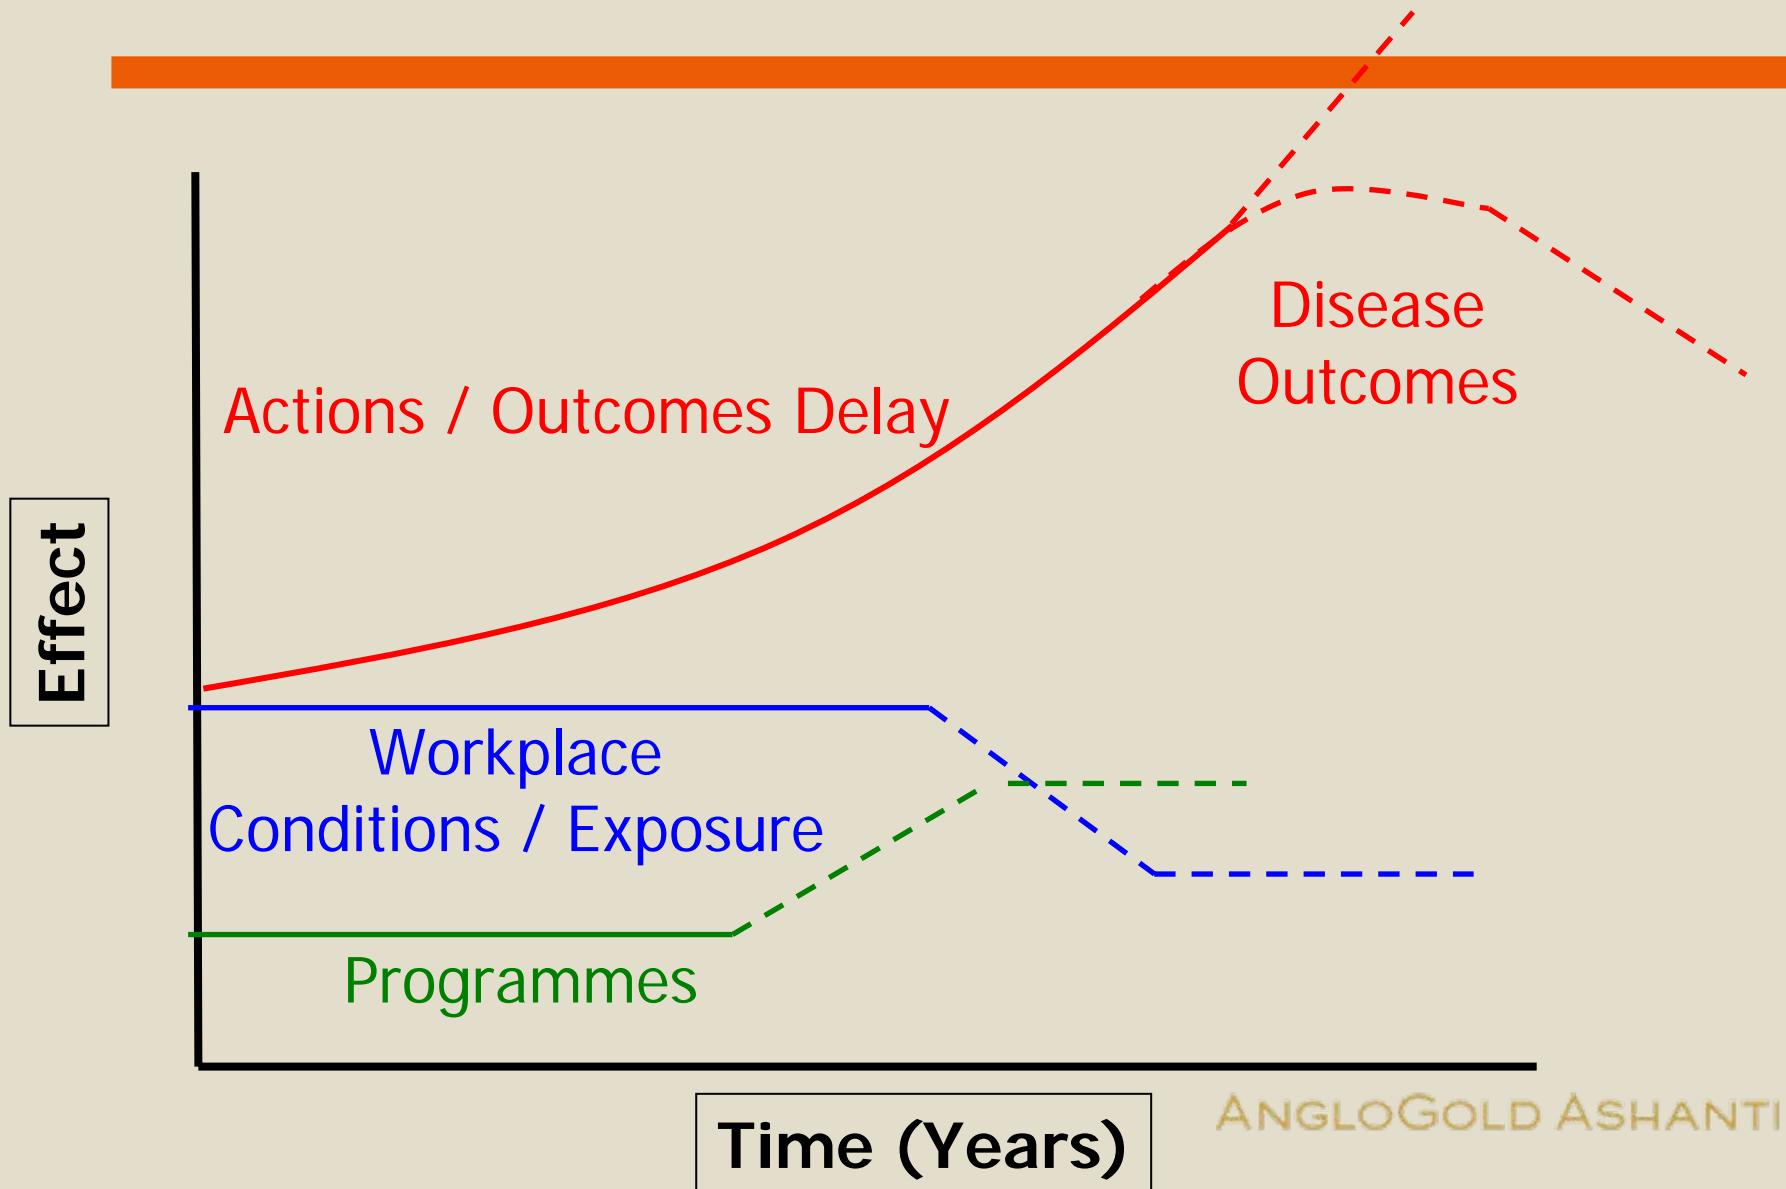 Disease
Outcomes
Actions / Outcomes Delay
Effect
Workplace
Conditions / Exposure
Programmes
Time (Years)
ANGLOGOLD ASHANTI